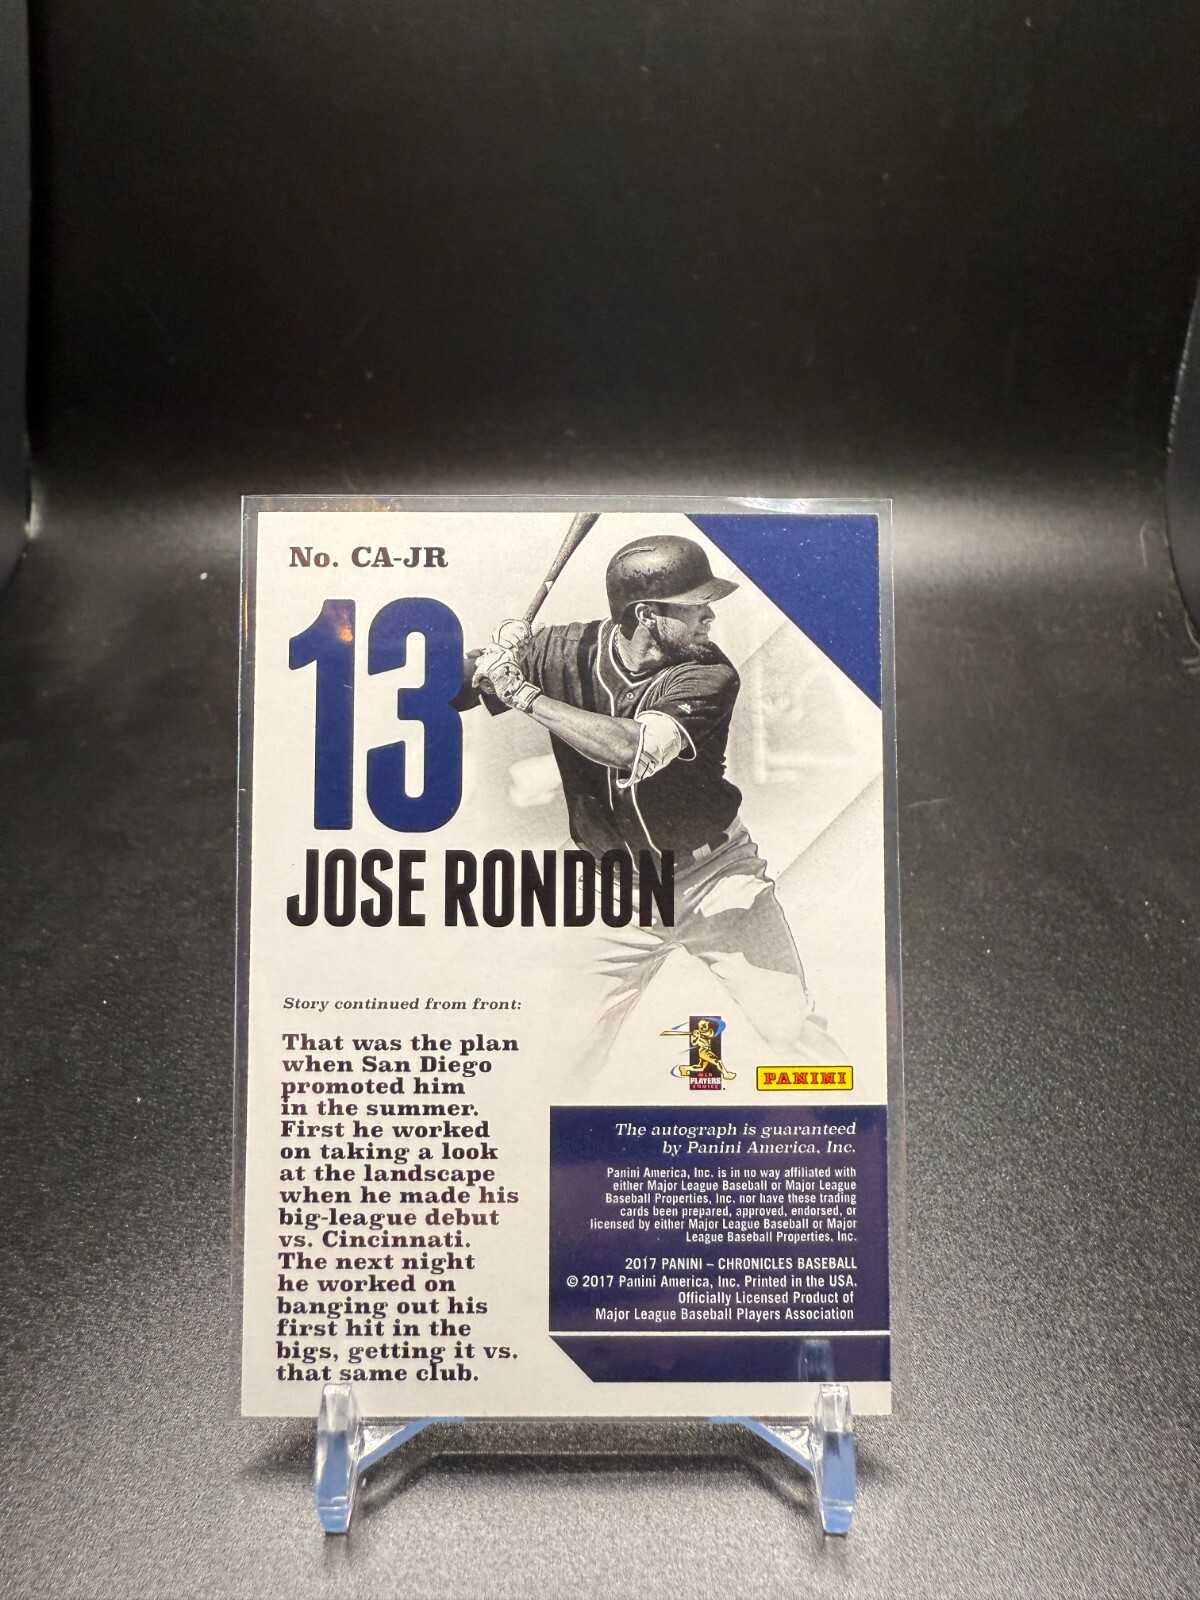 No. CA-JR
13
JOSE RONDON
Story continued from front:
That was the plan
when San Diego
promoted him
in the summer.
First he worked
on taking a look
at the landscape
when he made his
big-league debut
vs. Cincinnati.
The next night
he worked on
banging out his
first hit in the
bigs, getting it vs.
that same club.
MLB
PLAYERS
CHOICE
PANINI
The autograph is guaranteed
by Panini America, Inc.
Panini America, Inc. is in no way affiliated with
either Major League Baseball or Major League
Baseball Properties, Inc. nor have these trading
cards been prepared, approved, endorsed, or
licensed by either Major League Baseball or Major
League Baseball Properties, Inc.
2017 PANINI – CHRONICLES BASEBALL
© 2017 Panini America, Inc. Printed in the USA.
Officially Licensed Product of
Major League Baseball Players Association